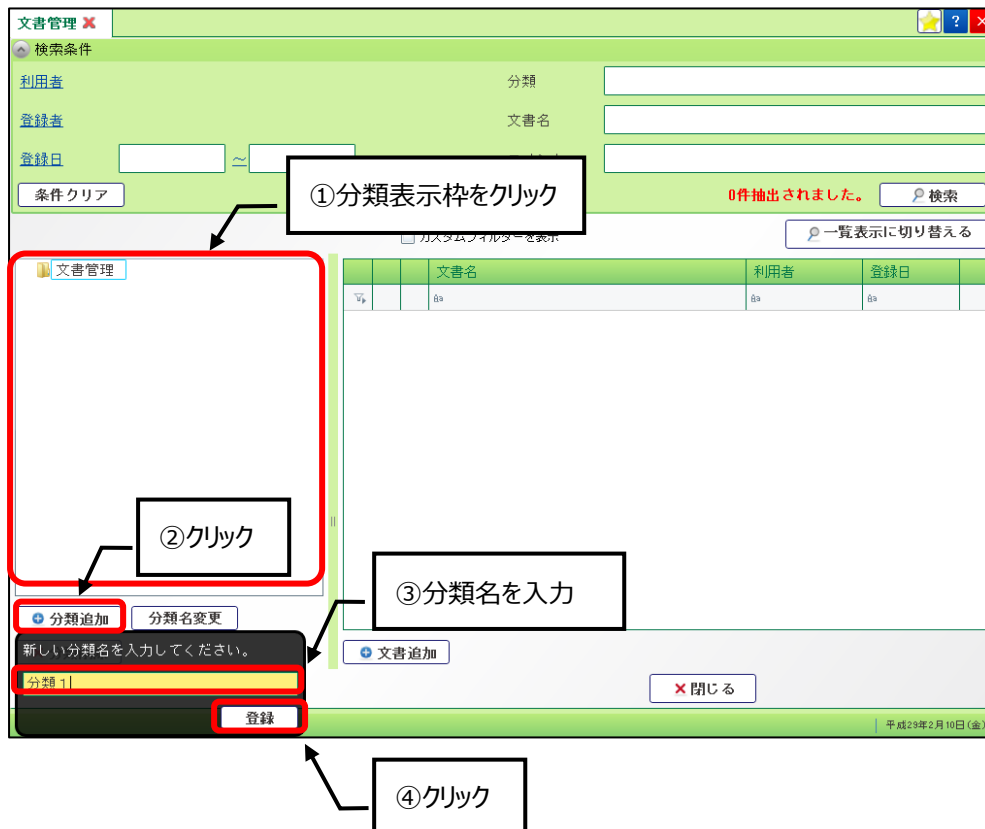 文書管理
?
検索条件
利用者
分類
登録者
文書名
登録日
～
①分類表示枠をクリック
条件クリア
0件抽出されました。
検索
カスタムフィルターを表示
一覧表示に切り替える
文書管理
文書名
利用者
登録日
②クリック
③分類名を入力
分類追加
分類名変更
新しい分類名を入力してください。
文書追加
分類1
閉じる
登録
平成29年2月10日(金)
④クリック